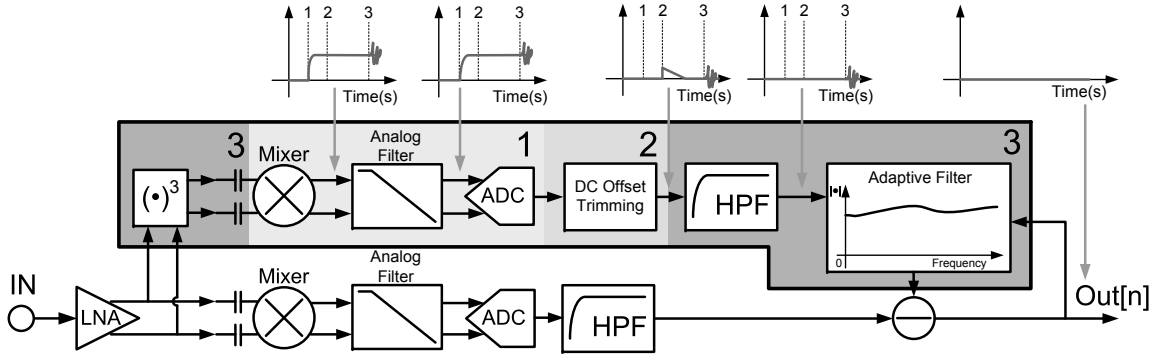 1 2 3
Time(s)
1 2 3
Time(s)
1 2 3
Time(s)
1 2 3
Time(s)
Time(s)
3
Mixer
Analog
Filter
1
2
3
(•)³
ADC
DC Offset
Trimming
HPF
Adaptive Filter
|•|
0
Frequency
IN
LNA
Mixer
Analog
Filter
ADC
HPF
Out[n]